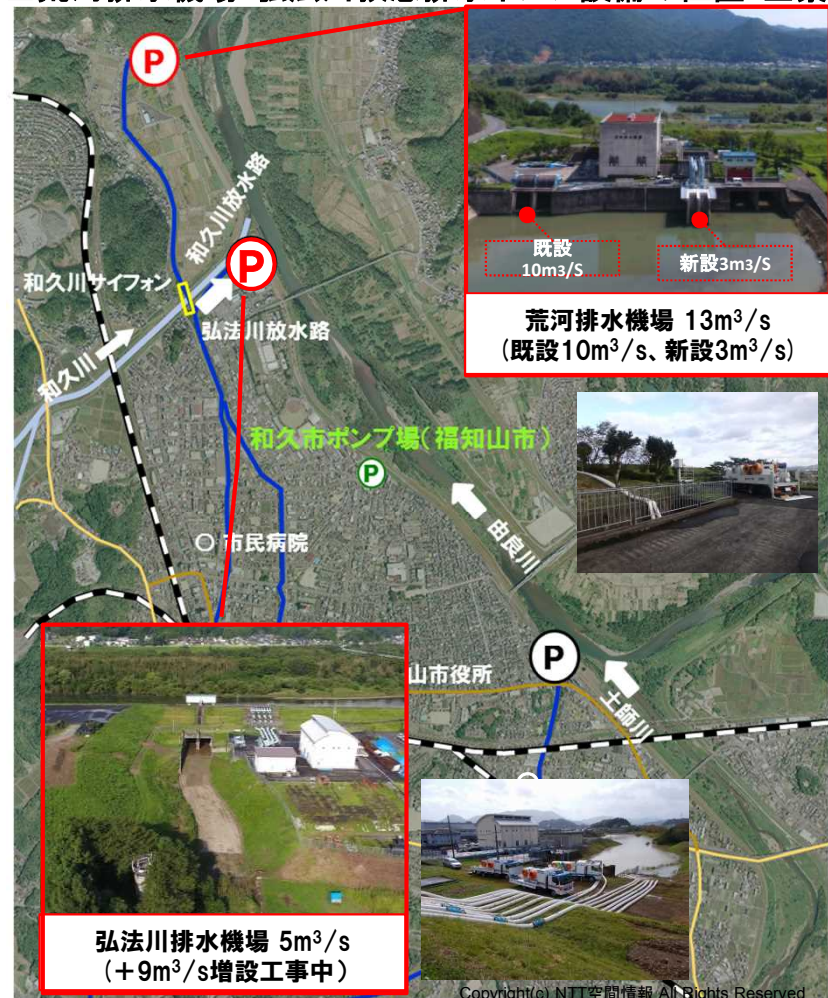 P
既設
10m3/S
新設3m3/S
荒河排水機場 13m³/s
(既設10m³/s、新設3m³/s)
和久川放水路
P
和久川サイフォン
弘法川放水路
和久川
和久市ポンプ場(福知山市)
P
由良川
市民病院
P
山市役所
土師川
弘法川排水機場 5m³/s
(+9m³/s増設工事中)
Copyright(c) NTT空間情報 All Rights Reserved